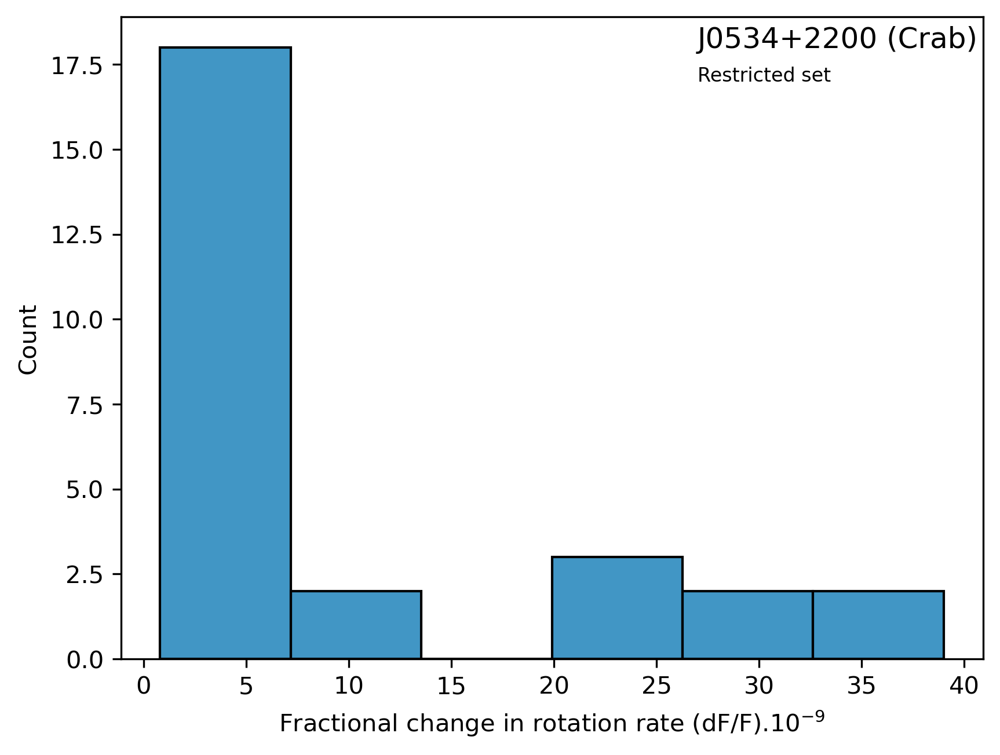 J0534+2200 (Crab)
Restricted set
17.5
15.0
12.5
10.0
7.5
5.0
2.5
0.0
Count
0 5 10 15 20 25 30 35 40
Fractional change in rotation rate (dF/F).10⁻⁹